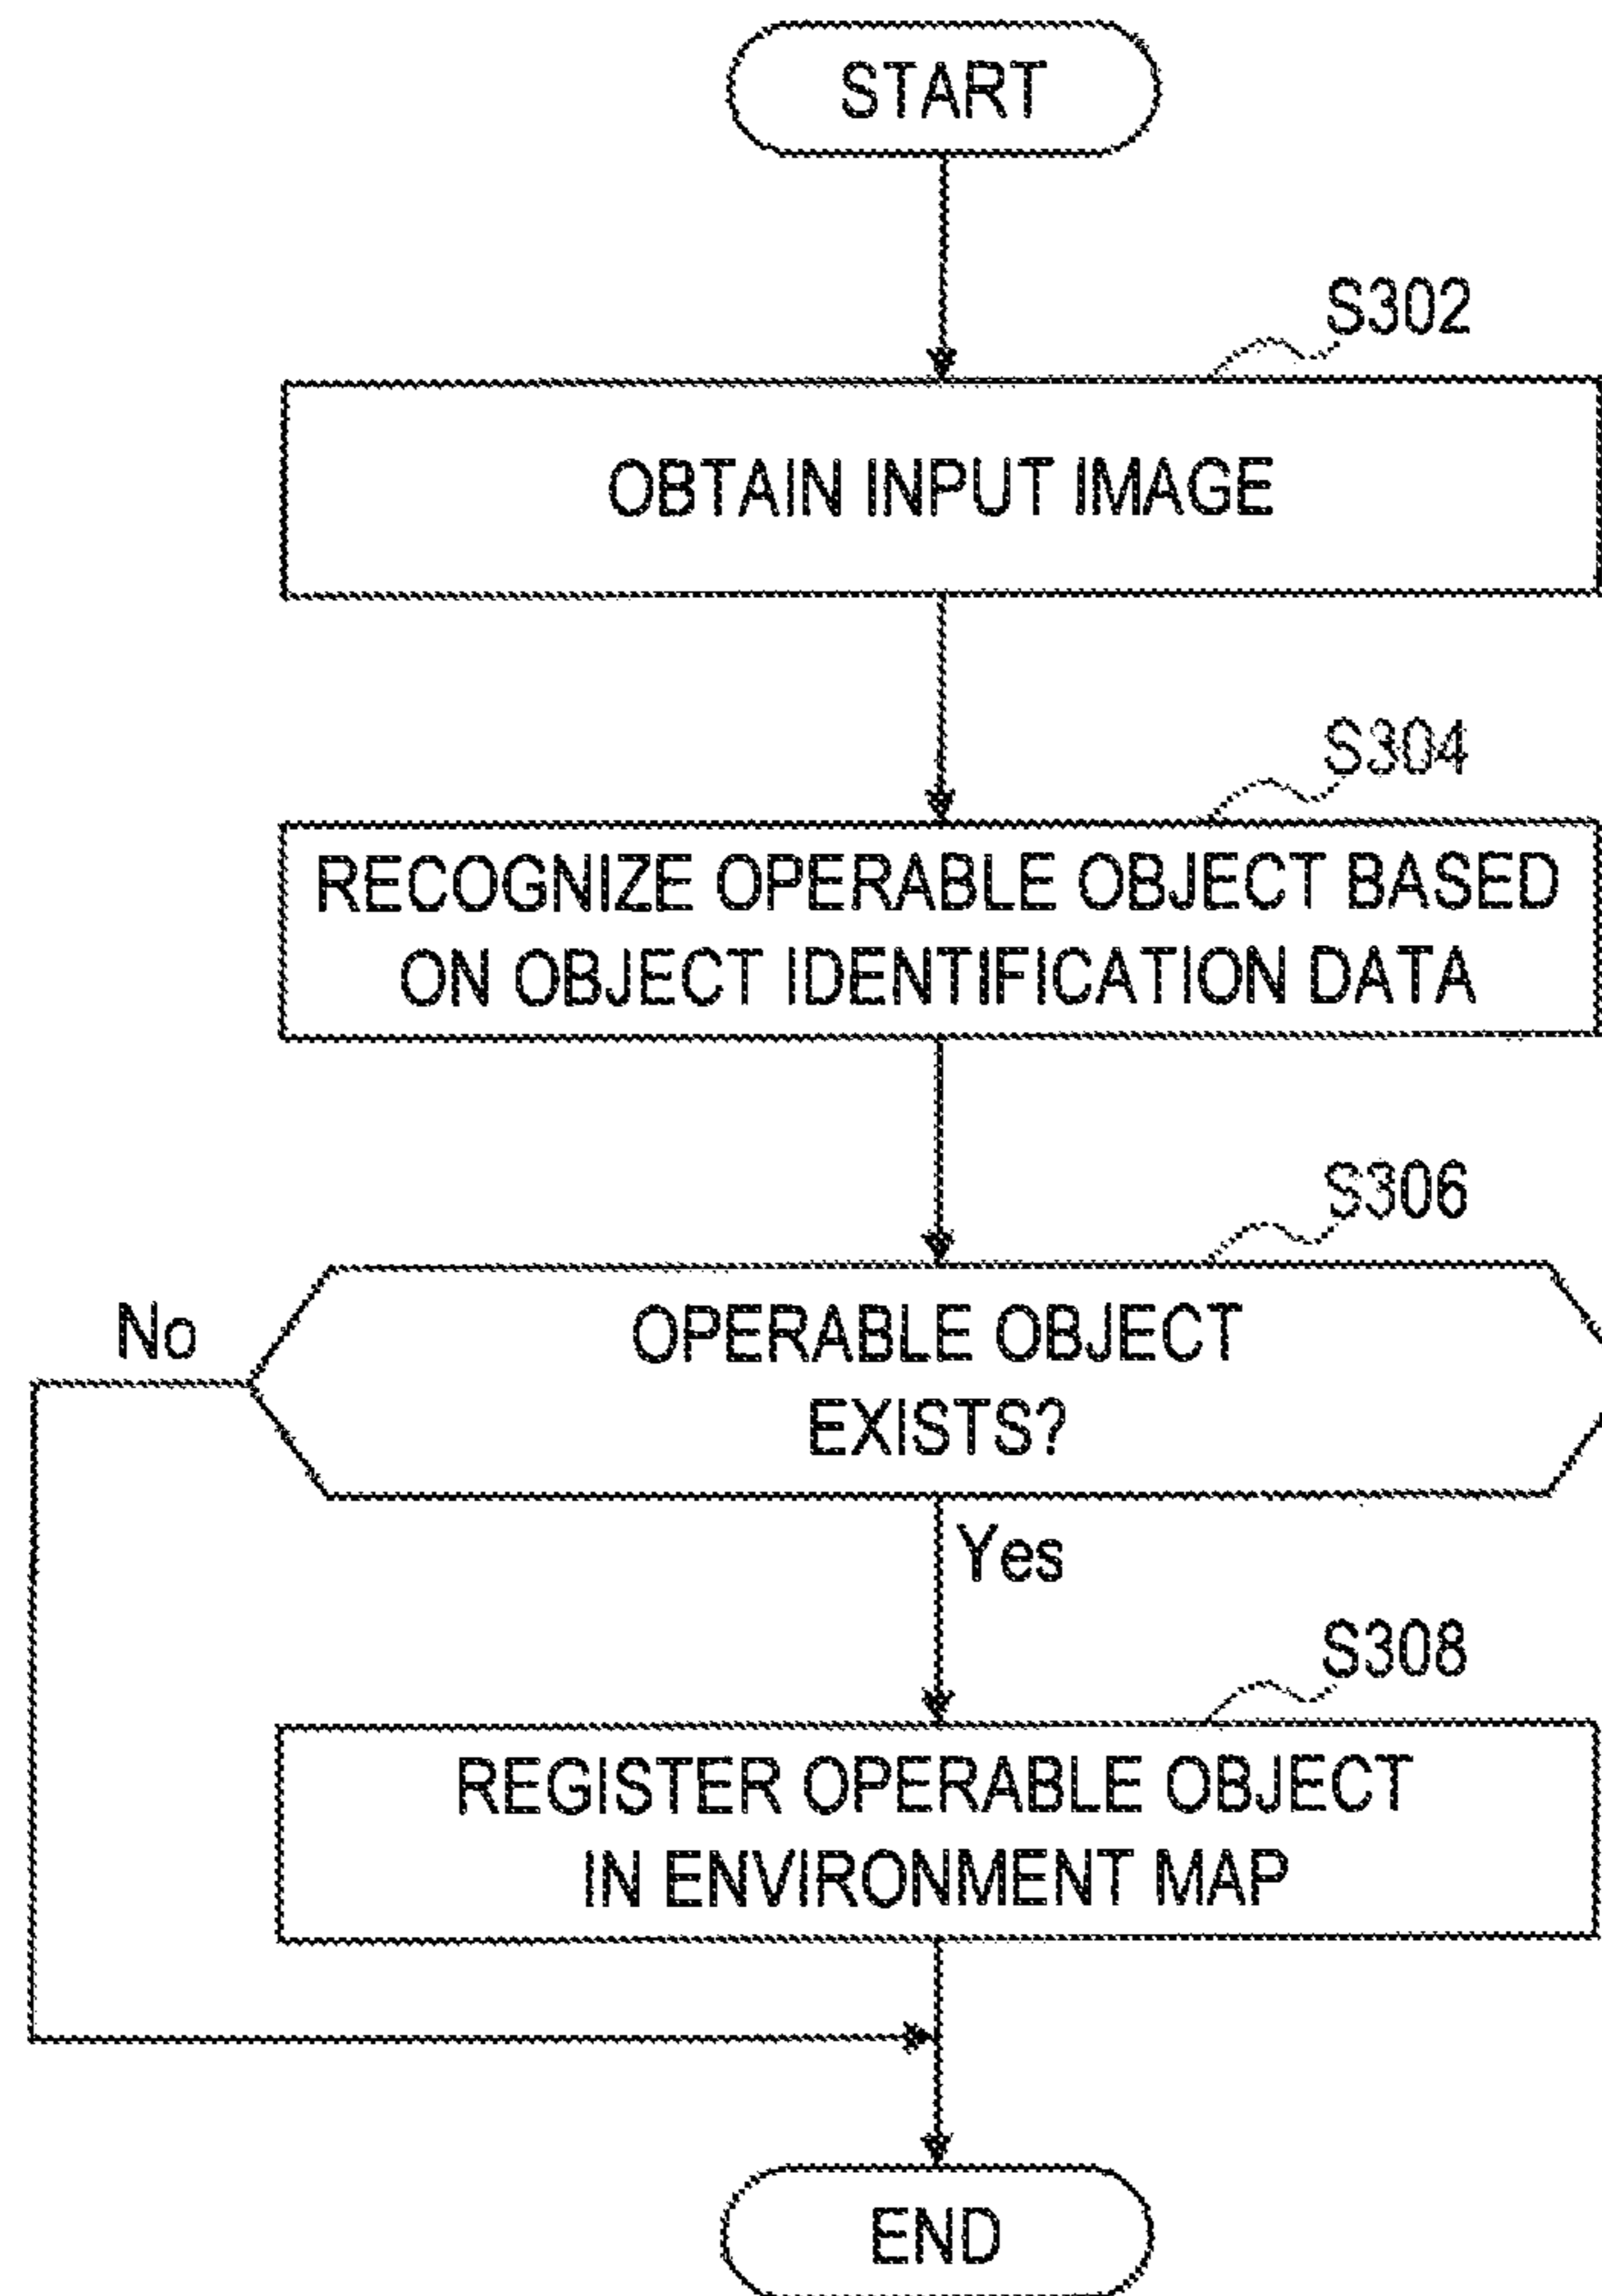 START
S302
OBTAIN INPUT IMAGE
S304
RECOGNIZE OPERABLE OBJECT BASED
ON OBJECT IDENTIFICATION DATA
S306
No
OPERABLE OBJECT
EXISTS?
Yes
S308
REGISTER OPERABLE OBJECT
IN ENVIRONMENT MAP
END